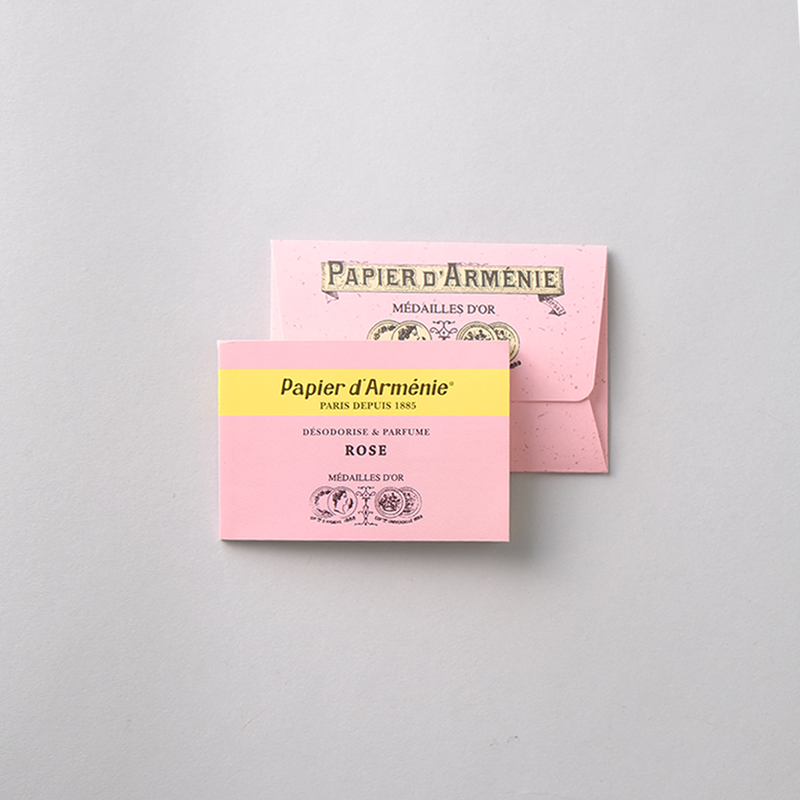 PAPIER D'ARMÉNIE
MÉDAILLES D'OR
Papier d'Arménie®
PARIS DEPUIS 1885
DÉSODORISE & PARFUME
ROSE
MÉDAILLES D'OR